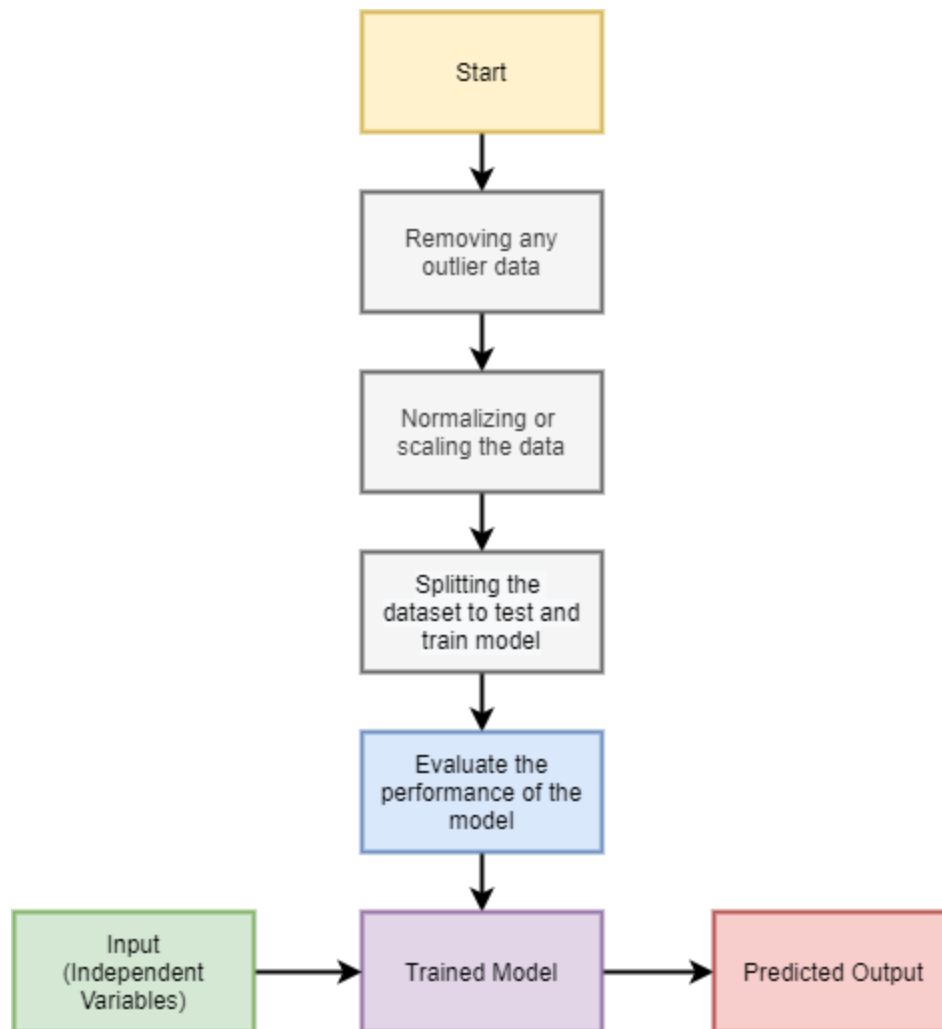 Start
Removing any
outlier data
Normalizing or
scaling the data
Splitting the
dataset to test and
train model
Evaluate the
performance of the
model
Input
(Independent
Variables)
Trained Model
Predicted Output